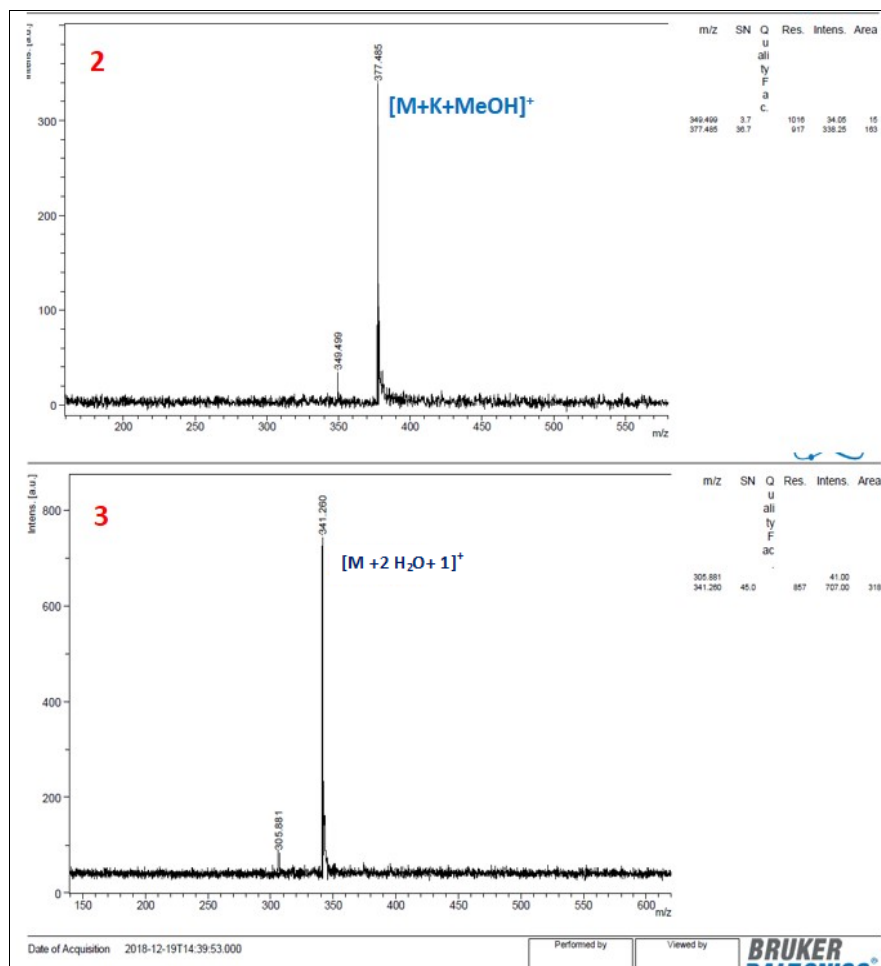 2
Intens. [a.u.]
377.485
[M+K+MeOH]⁺
349.499
300
200
100
0
200 250 300 350 400 450 500 550
m/z
m/z SN Q Res. Intens. Area
u
ali
ty
F
a
c.
349.499 3.7 1016 34.05 15
377.485 36.7 917 338.25 163
3
Intens. [a.u.]
341.260
[M +2 H₂O+ 1]⁺
305.881
800
600
400
200
0
150 200 250 300 350 400 450 500 550 600
m/z
m/z SN Q Res. Intens. Area
u
ali
ty
F
ac
.
305.881 41.00
341.260 45.0 857 707.00 318
Date of Acquisition 2018-12-19T14:39:53.000
Performed by
Viewed by
BRUKER
DALTONICS®